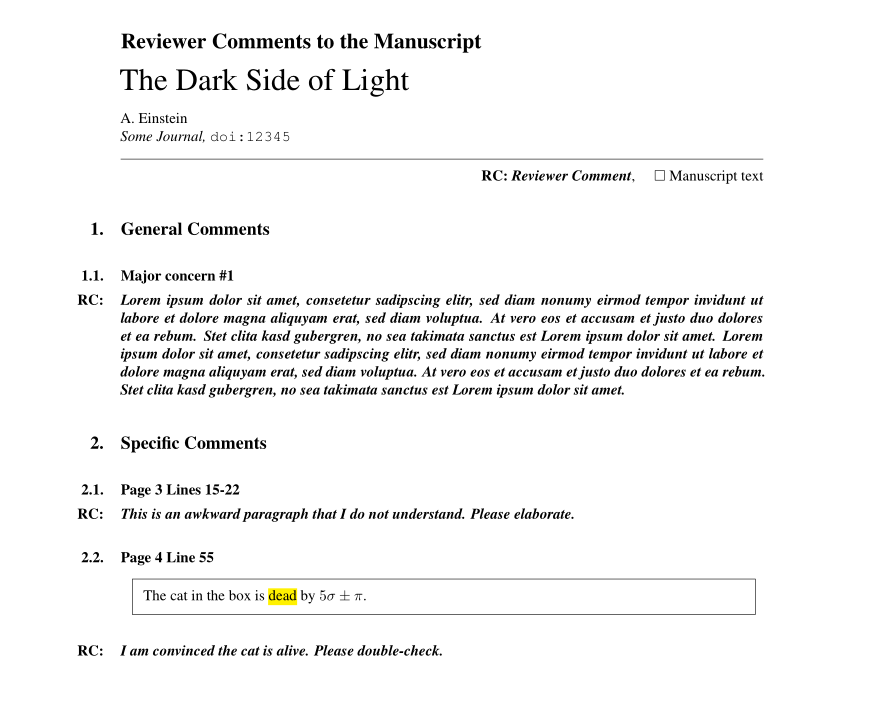 Reviewer Comments to the Manuscript
The Dark Side of Light
A. Einstein
Some Journal, doi:12345
RC: Reviewer Comment, ☐ Manuscript text
1. General Comments
1.1. Major concern #1
RC: Lorem ipsum dolor sit amet, consetetur sadipscing elitr, sed diam nonumy eirmod tempor invidunt ut
labore et dolore magna aliquyam erat, sed diam voluptua. At vero eos et accusam et justo duo dolores
et ea rebum. Stet clita kasd gubergren, no sea takimata sanctus est Lorem ipsum dolor sit amet. Lorem
ipsum dolor sit amet, consetetur sadipscing elitr, sed diam nonumy eirmod tempor invidunt ut labore et
dolore magna aliquyam erat, sed diam voluptua. At vero eos et accusam et justo duo dolores et ea rebum.
Stet clita kasd gubergren, no sea takimata sanctus est Lorem ipsum dolor sit amet.
2. Specific Comments
2.1. Page 3 Lines 15-22
RC: This is an awkward paragraph that I do not understand. Please elaborate.
2.2. Page 4 Line 55
The cat in the box is dead by 5σ ± π.
RC: I am convinced the cat is alive. Please double-check.